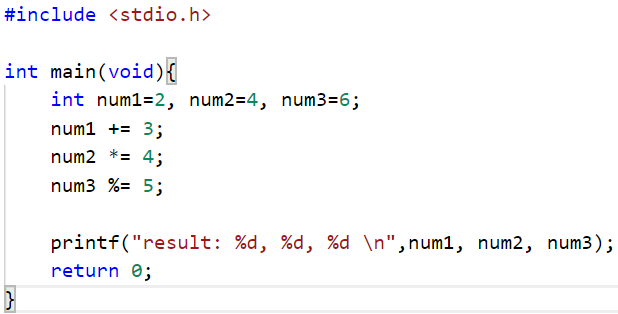 #include <stdio.h>
int main(void){
int num1=2, num2=4, num3=6;
num1 += 3;
num2 *= 4;
num3 %= 5;
printf("result: %d, %d, %d \n",num1, num2, num3);
return 0;
}